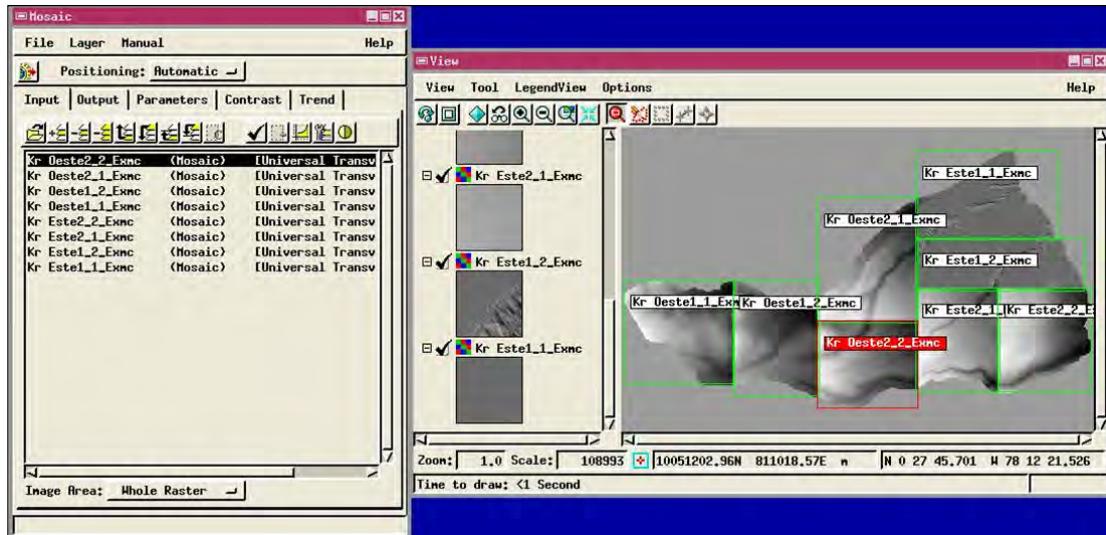 Mosaic
File Layer Manual Help
Positioning: Automatic
Input Output Parameters Contrast Trend
Kr Oeste2_2_Exmc (Mosaic) [Universal Transv
Kr Oeste2_1_Exmc (Mosaic) [Universal Transv
Kr Oeste1_2_Exmc (Mosaic) [Universal Transv
Kr Oeste1_1_Exmc (Mosaic) [Universal Transv
Kr Este2_2_Exmc (Mosaic) [Universal Transv
Kr Este2_1_Exmc (Mosaic) [Universal Transv
Kr Este1_2_Exmc (Mosaic) [Universal Transv
Kr Este1_1_Exmc (Mosaic) [Universal Transv
Image Area: Whole Raster
View
View Tool LegendView Options Help
Kr Este2_1_Exmc
Kr Este1_2_Exmc
Kr Este1_1_Exmc
Kr Este1_1_Exmc
Kr Oeste2_1_Exmc
Kr Este1_2_Exmc
Kr Oeste1_1_Exm
Kr Oeste1_2_Exmc
Kr Este2_1_
Kr Este2_2_E
Kr Oeste2_2_Exmc
Zoom: 1.0 Scale: 108993 10051202.96N 811018.57E m N 0 27 45.701 W 78 12 21.526
Time to draw: <1 Second